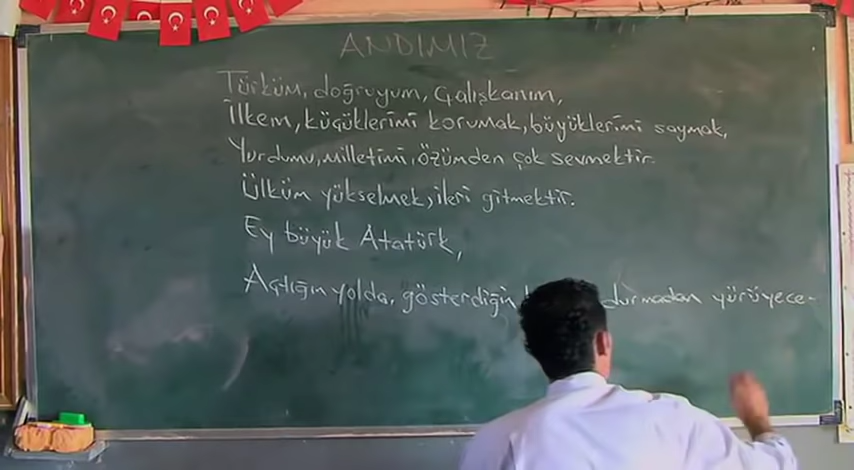 ANDIMIZ
Türküm, doğruyum, Çalışkanım,
İlkem, küçüklerimi korumak, büyüklerimi saymak,
Yurdumu, milletimi, özümden çok sevmektir.
Ülküm yükselmek, ileri gitmektir.
Ey büyük Atatürk,
Açtığın yolda, gösterdiğin durmadan yürüyece-